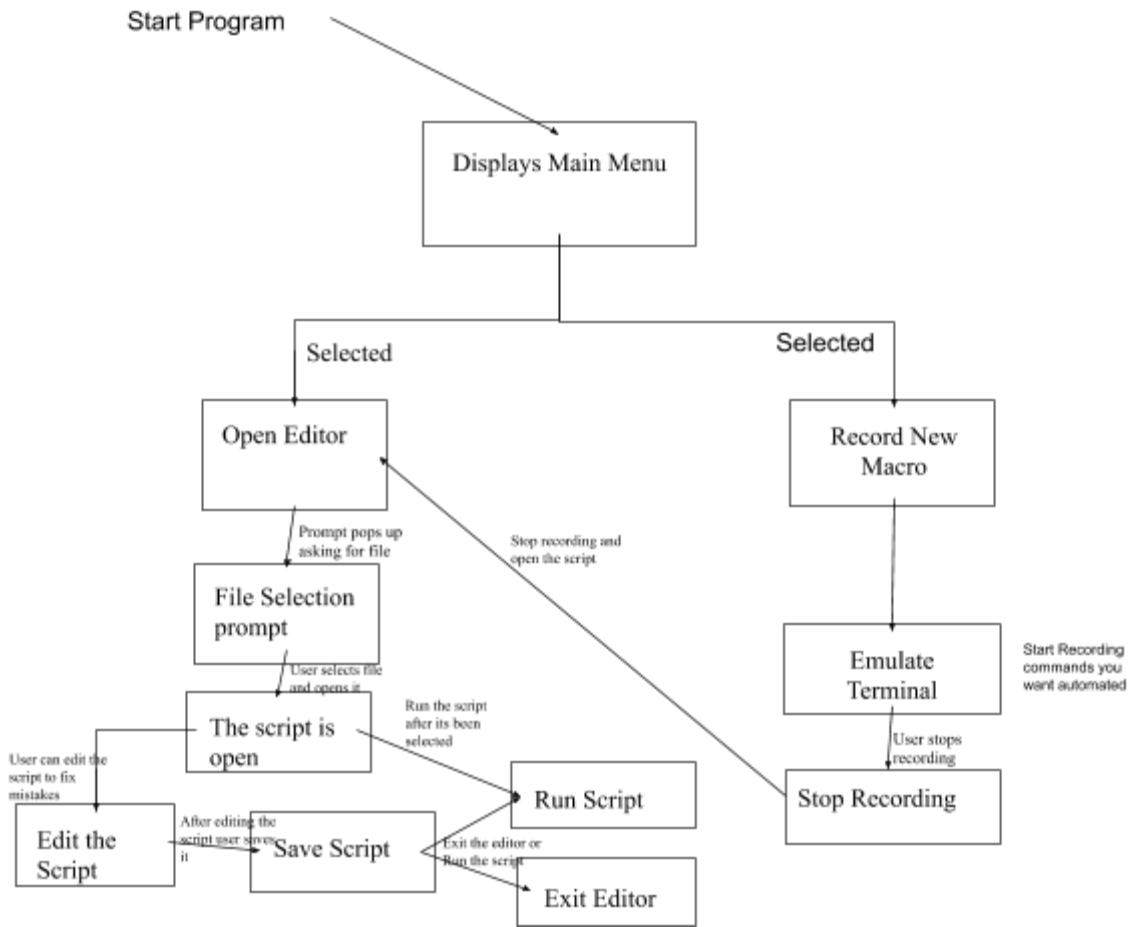 Start Program
Displays Main Menu
Selected
Selected
Open Editor
Record New
Macro
Prompt pops up
asking for file
Stop recording and
open the script
File Selection
prompt
Emulate
Terminal
Start Recording
commands you
want automated
User selects file
and opens it
The script is
open
Run the script
after its been
selected
User stops
recording
User can edit the
script to fix
mistakes
Run Script
Stop Recording
Edit the
Script
After editing the
script user saves
it
Save Script
Exit the editor or
Run the script
Exit Editor